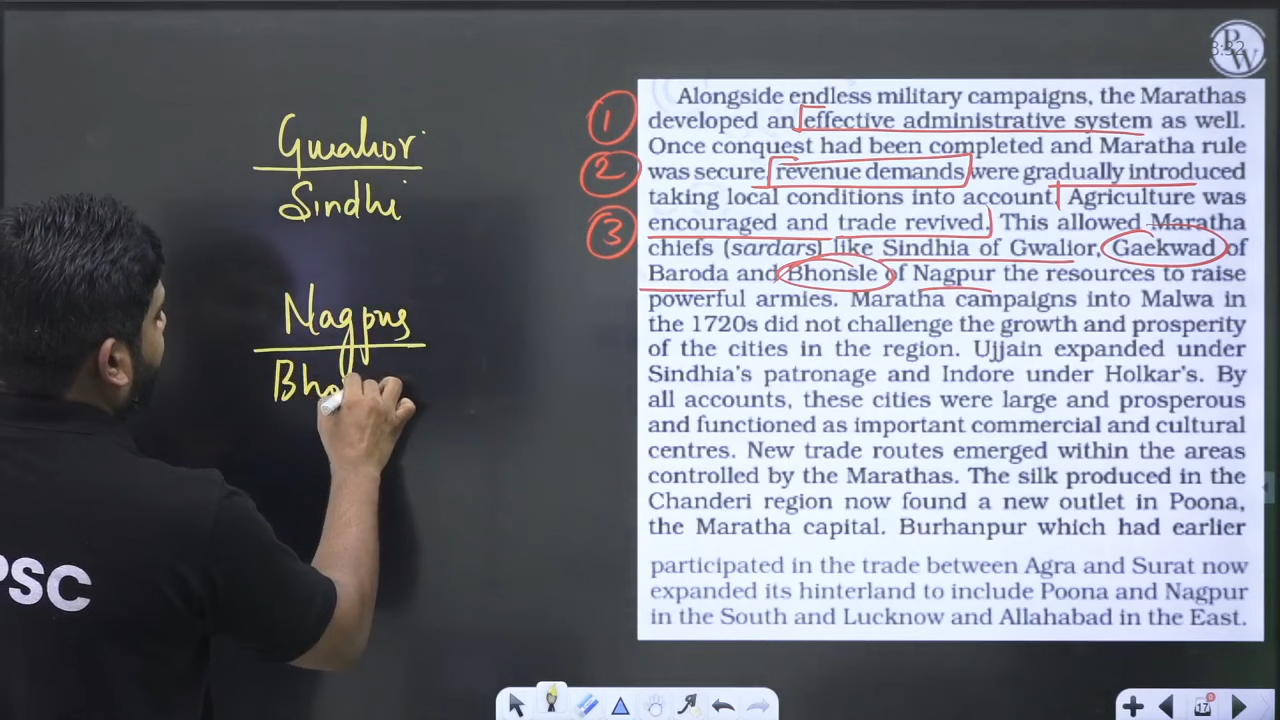 PW
3:32
Gwalior
Sindhi
Nagpur
Bho
PSC
1
2
3
Alongside endless military campaigns, the Marathas
developed an effective administrative system as well.
Once conquest had been completed and Maratha rule
was secure, revenue demands were gradually introduced
taking local conditions into account. Agriculture was
encouraged and trade revived. This allowed Maratha
chiefs (sardars) like Sindhia of Gwalior, Gaekwad of
Baroda and Bhonsle of Nagpur the resources to raise
powerful armies. Maratha campaigns into Malwa in
the 1720s did not challenge the growth and prosperity
of the cities in the region. Ujjain expanded under
Sindhia's patronage and Indore under Holkar's. By
all accounts, these cities were large and prosperous
and functioned as important commercial and cultural
centres. New trade routes emerged within the areas
controlled by the Marathas. The silk produced in the
Chanderi region now found a new outlet in Poona,
the Maratha capital. Burhanpur which had earlier
participated in the trade between Agra and Surat now
expanded its hinterland to include Poona and Nagpur
in the South and Lucknow and Allahabad in the East.
17